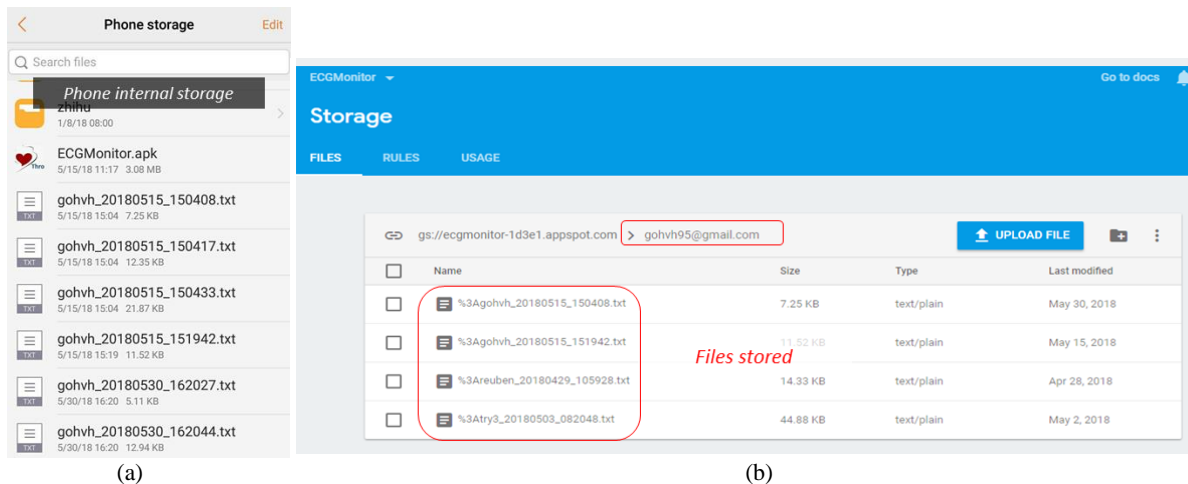 Phone storage
Edit
Search files
Phone internal storage
zhihu
1/8/18 08:00
ECGMonitor.apk
Thro
5/15/18 11:17 3.08 MB
gohvh_20180515_150408.txt
TXT
5/15/18 15:04 7.25 KB
gohvh_20180515_150417.txt
TXT
5/15/18 15:04 12.35 KB
gohvh_20180515_150433.txt
TXT
5/15/18 15:04 21.87 KB
gohvh_20180515_151942.txt
TXT
5/15/18 15:19 11.52 KB
gohvh_20180530_162027.txt
TXT
5/30/18 16:20 5.11 KB
gohvh_20180530_162044.txt
TXT
5/30/18 16:20 12.94 KB
(a)
ECGMonitor
Go to docs
Storage
FILES RULES USAGE
gs://ecgmonitor-1d3e1.appspot.com > gohvh95@gmail.com
UPLOAD FILE
Name Size Type Last modified
%3Agohvh_20180515_150408.txt 7.25 KB text/plain May 30, 2018
%3Agohvh_20180515_151942.txt 11.52 KB text/plain May 15, 2018
Files stored
%3Areuben_20180429_105928.txt 14.33 KB text/plain Apr 28, 2018
%3Atry3_20180503_082048.txt 44.88 KB text/plain May 2, 2018
(b)